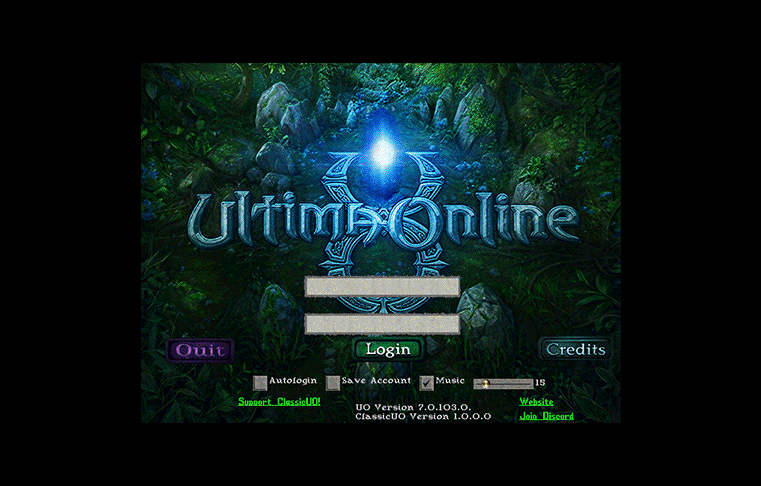 Ultima Online
Quit
Login
Credits
Autologin
Save Account
Music
15
Support ClassicUO!
UO Version 7.0.103.0.
Website
ClassicUO Version 1.0.0.0
Join Discord